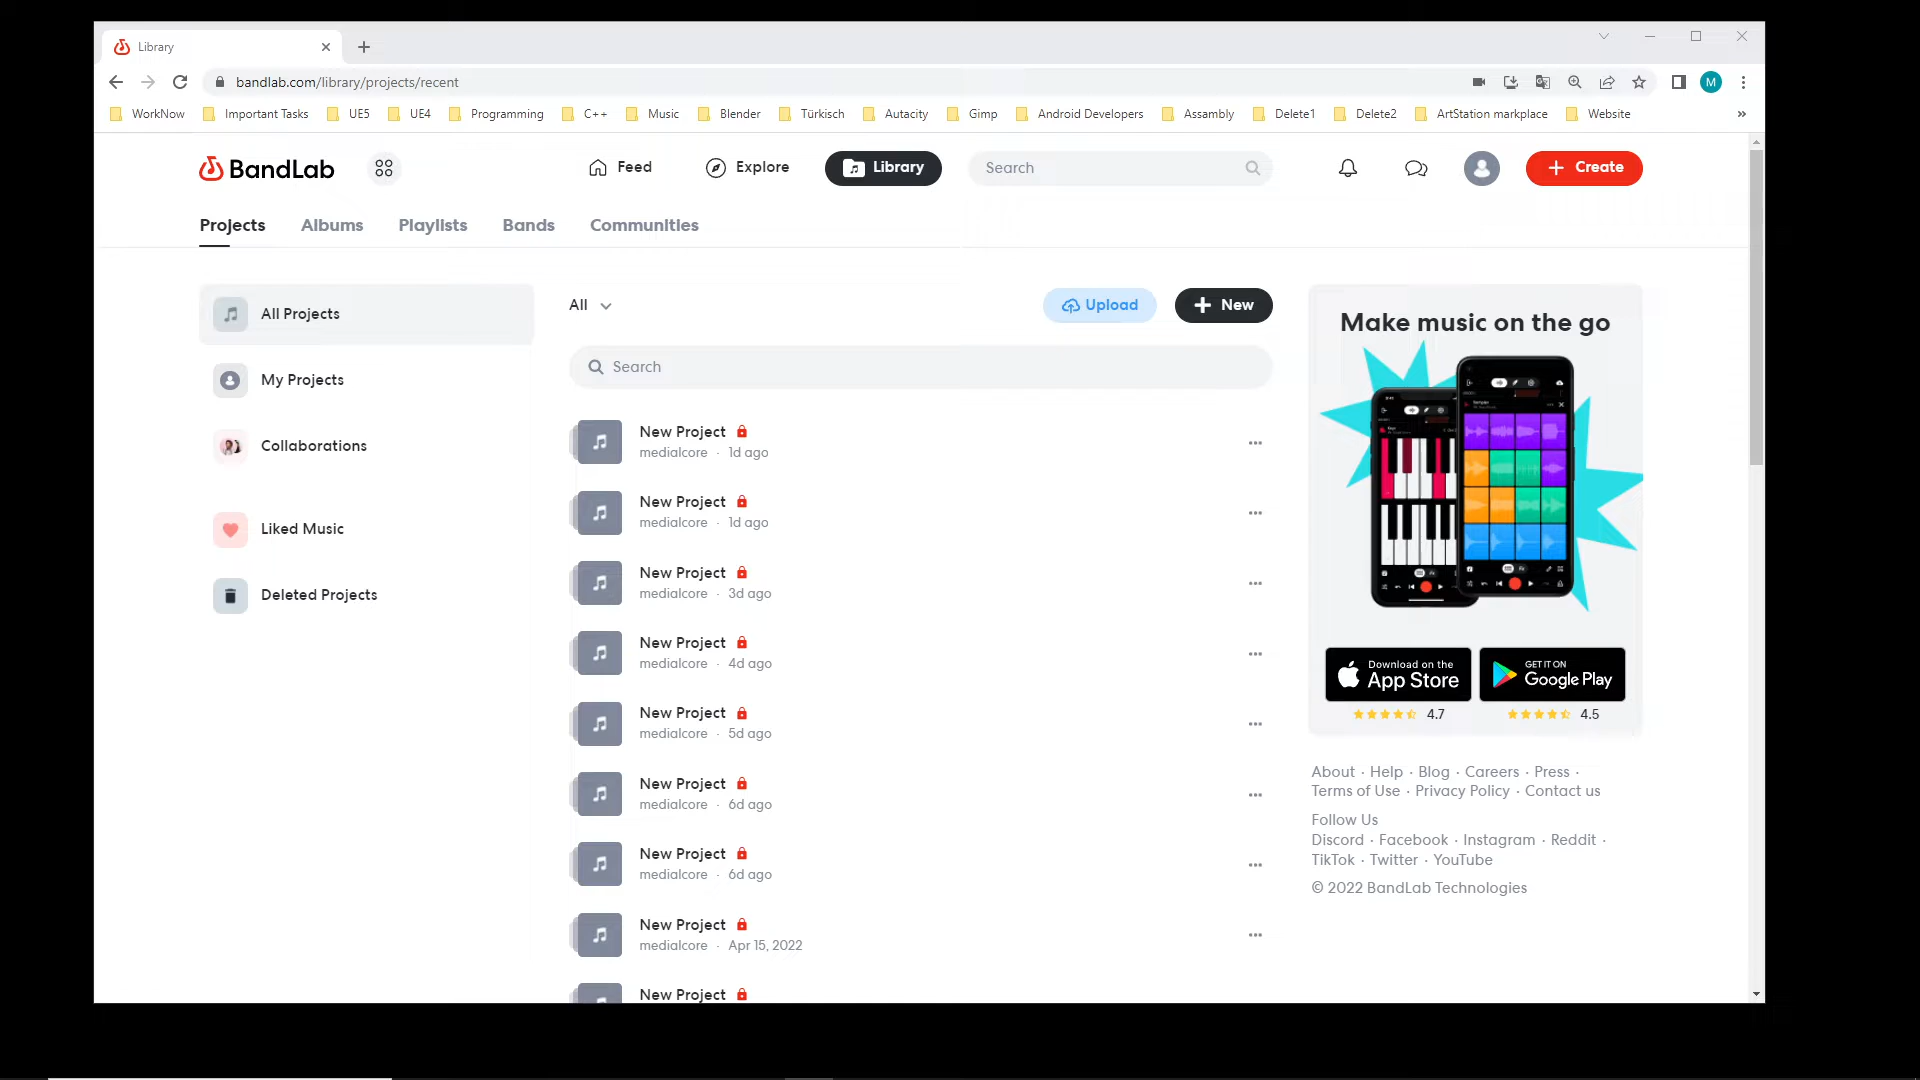 Library
bandlab.com/library/projects/recent
M
WorkNow Important Tasks UE5 UE4 Programming C++ Music Blender Türkisch Autacity Gimp Android Developers Assambly Delete1 Delete2 ArtStation markplace Website »
BandLab Feed Explore Library Search Create
Projects Albums Playlists Bands Communities
All Projects
My Projects
Collaborations
Liked Music
Deleted Projects
All Upload New
Search
New Project
medialcore · 1d ago
New Project
medialcore · 1d ago
New Project
medialcore · 3d ago
New Project
medialcore · 4d ago
New Project
medialcore · 5d ago
New Project
medialcore · 6d ago
New Project
medialcore · 6d ago
New Project
medialcore · Apr 15, 2022
New Project
Make music on the go
Download on the
App Store
GET IT ON
Google Play
4.7 4.5
About · Help · Blog · Careers · Press ·
Terms of Use · Privacy Policy · Contact us
Follow Us
Discord · Facebook · Instagram · Reddit ·
TikTok · Twitter · YouTube
© 2022 BandLab Technologies